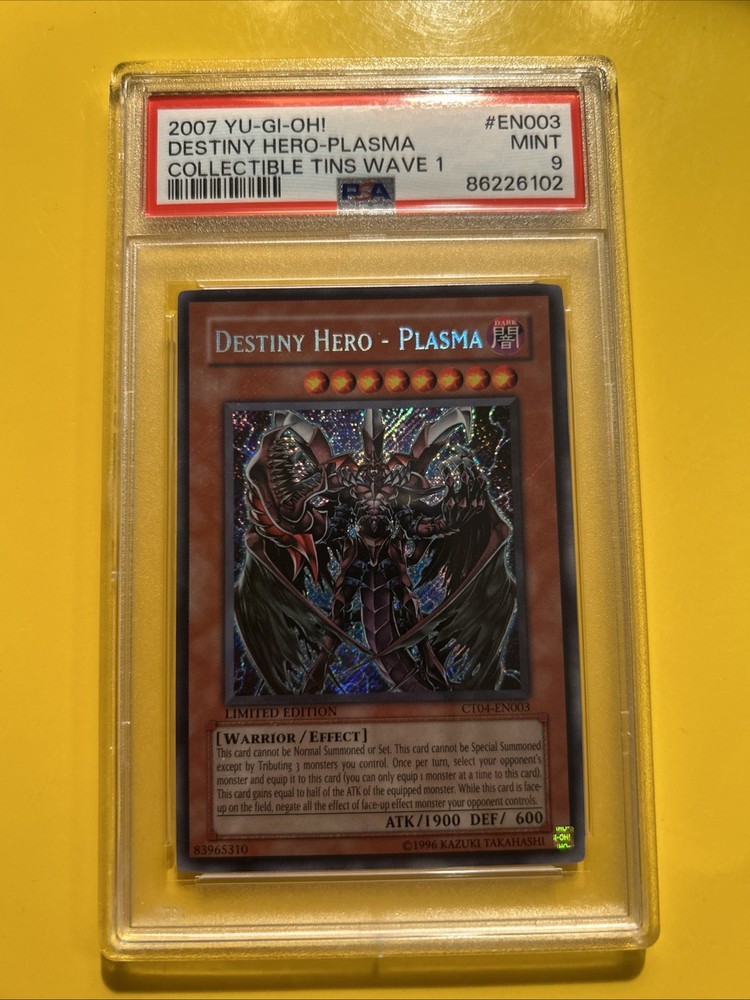 2007 YU-GI-OH! #EN003
DESTINY HERO-PLASMA MINT
COLLECTIBLE TINS WAVE 1 9
PSA 86226102
DESTINY HERO - PLASMA
DARK
闇
LIMITED EDITION CT04-EN003
[WARRIOR / EFFECT]
This card cannot be Normal Summoned or Set. This card cannot be Special Summoned
except by Tributing 3 monsters you control. Once per turn, select your opponent's
monster and equip it to this card (you can only equip 1 monster at a time to this card).
This card gains equal to half of the ATK of the equipped monster. While this card is face-
up on the field, negate all the effect of face-up effect monster your opponent controls.
ATK/1900 DEF/ 600
83965310 ©1996 KAZUKI TAKAHASHI